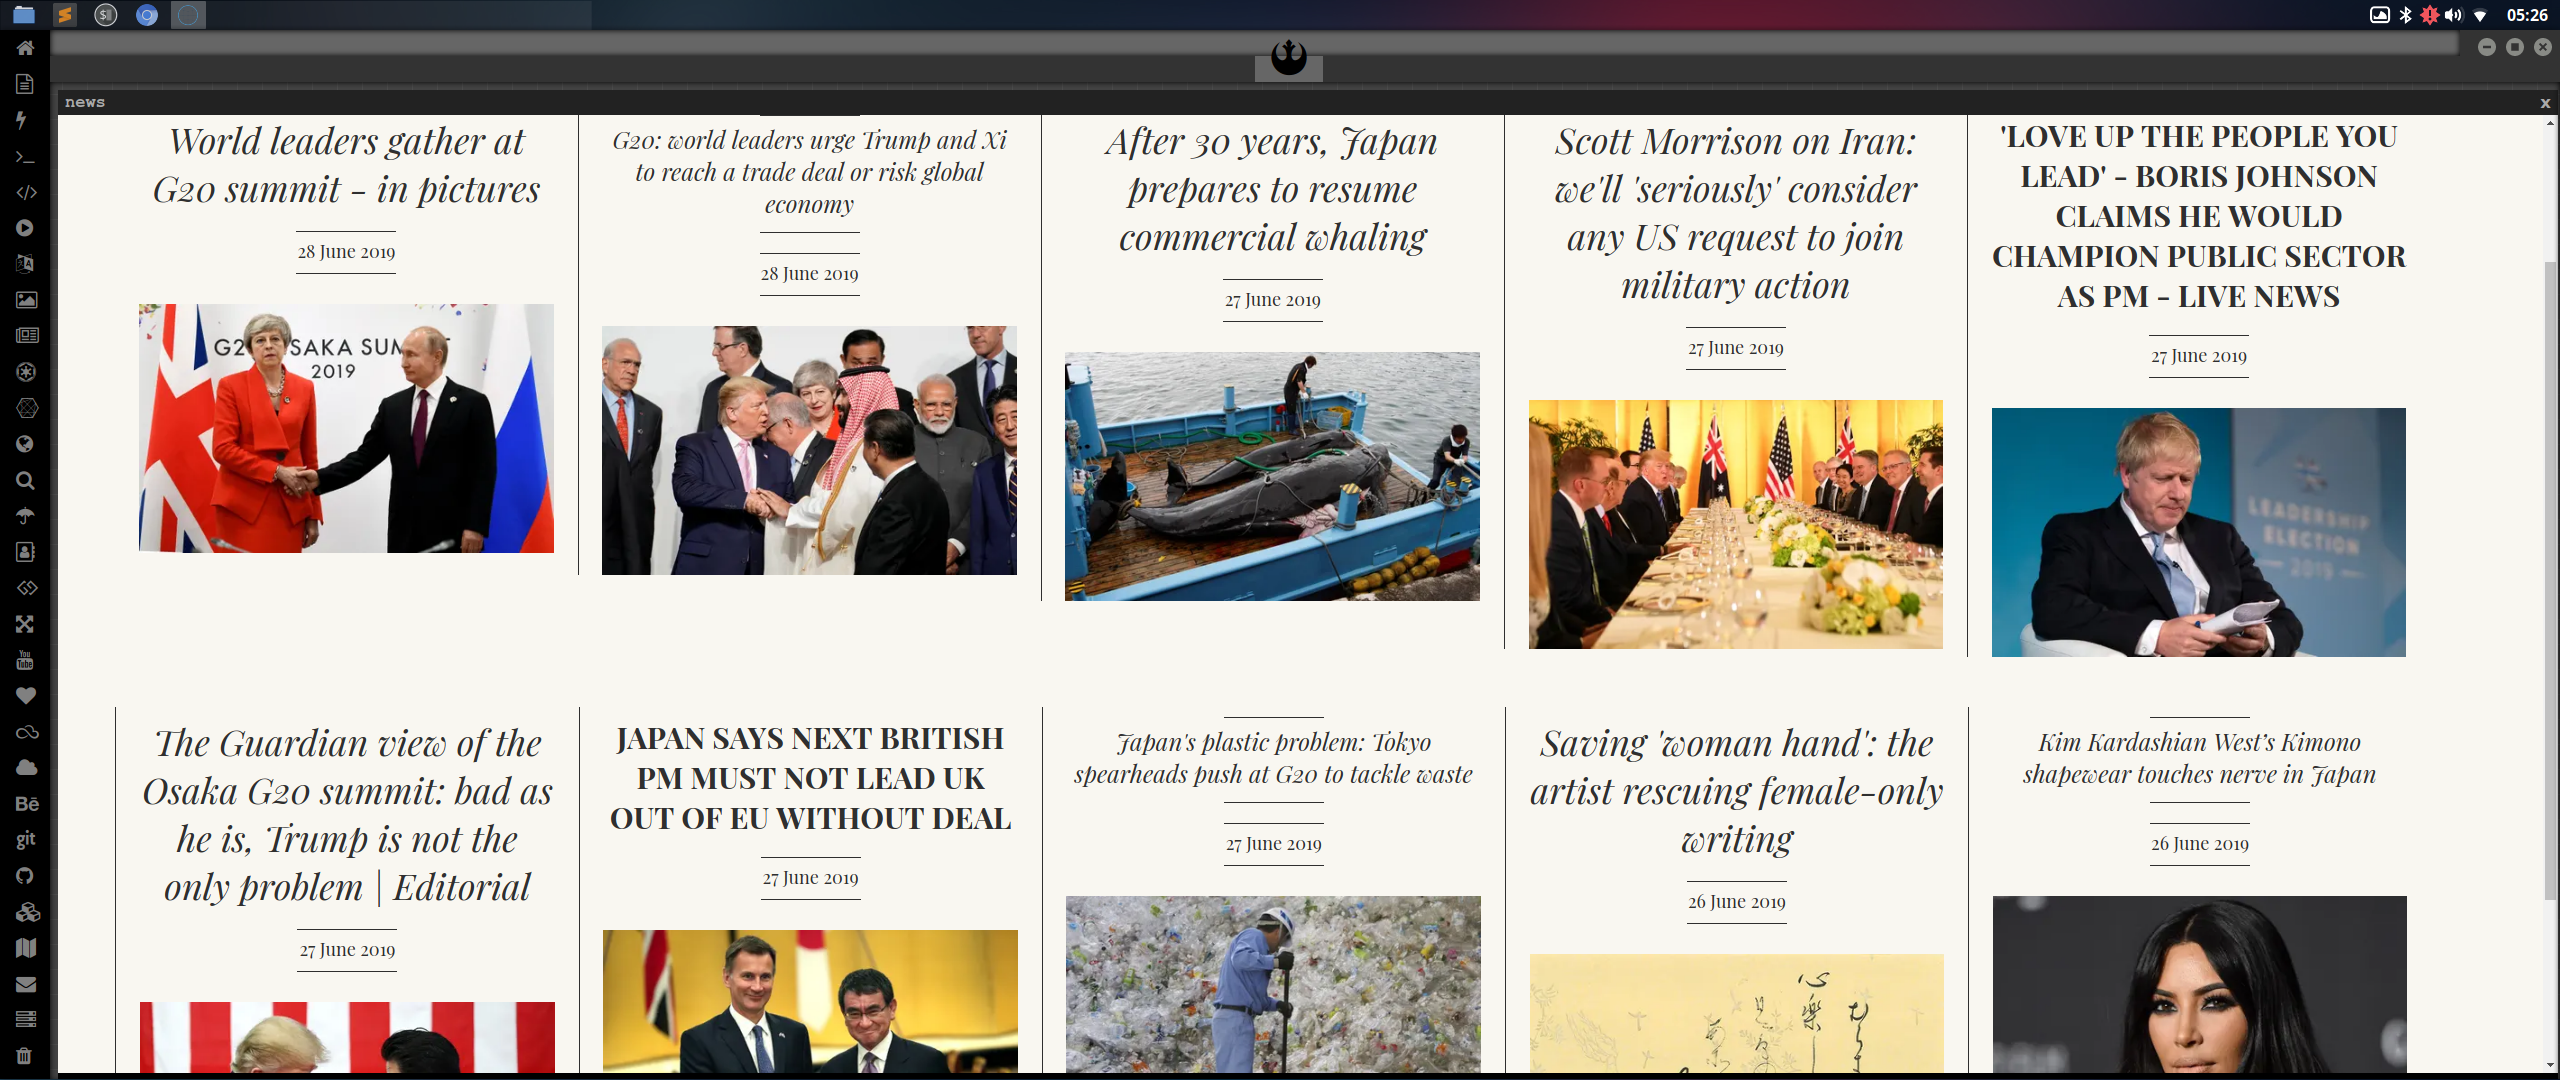 05:26
news
x
World leaders gather at
G20 summit - in pictures
28 June 2019
G2 SAKA SUM T
2019
G20: world leaders urge Trump and Xi
to reach a trade deal or risk global
economy
28 June 2019
After 30 years, Japan
prepares to resume
commercial whaling
27 June 2019
Scott Morrison on Iran:
we'll 'seriously' consider
any US request to join
military action
27 June 2019
'LOVE UP THE PEOPLE YOU
LEAD' - BORIS JOHNSON
CLAIMS HE WOULD
CHAMPION PUBLIC SECTOR
AS PM - LIVE NEWS
27 June 2019
LEADERSHIP
ELECTION
2019
The Guardian view of the
Osaka G20 summit: bad as
he is, Trump is not the
only problem | Editorial
27 June 2019
JAPAN SAYS NEXT BRITISH
PM MUST NOT LEAD UK
OUT OF EU WITHOUT DEAL
27 June 2019
Japan's plastic problem: Tokyo
spearheads push at G20 to tackle waste
27 June 2019
Saving 'woman hand': the
artist rescuing female-only
writing
26 June 2019
Kim Kardashian West’s Kimono
shapewear touches nerve in Japan
26 June 2019
You
Tube
Bē
git